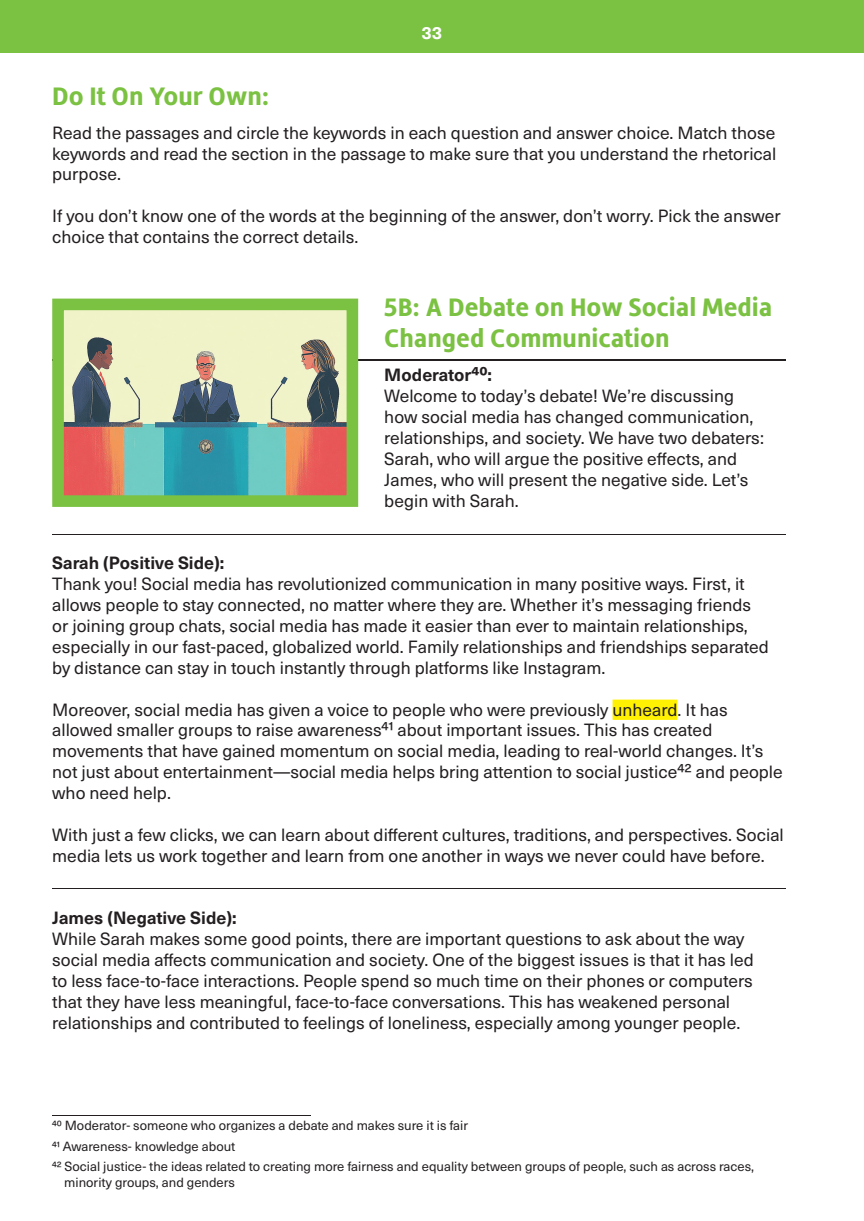 33
Do It On Your Own:
Read the passages and circle the keywords in each question and answer choice. Match those
keywords and read the section in the passage to make sure that you understand the rhetorical
purpose.
If you don't know one of the words at the beginning of the answer, don't worry. Pick the answer
choice that contains the correct details.
5B: A Debate on How Social Media
Changed Communication
Moderator⁴⁰:
Welcome to today's debate! We're discussing
how social media has changed communication,
relationships, and society. We have two debaters:
Sarah, who will argue the positive effects, and
James, who will present the negative side. Let's
begin with Sarah.
Sarah (Positive Side):
Thank you! Social media has revolutionized communication in many positive ways. First, it
allows people to stay connected, no matter where they are. Whether it's messaging friends
or joining group chats, social media has made it easier than ever to maintain relationships,
especially in our fast-paced, globalized world. Family relationships and friendships separated
by distance can stay in touch instantly through platforms like Instagram.
Moreover, social media has given a voice to people who were previously unheard. It has
allowed smaller groups to raise awareness⁴¹ about important issues. This has created
movements that have gained momentum on social media, leading to real-world changes. It's
not just about entertainment—social media helps bring attention to social justice⁴² and people
who need help.
With just a few clicks, we can learn about different cultures, traditions, and perspectives. Social
media lets us work together and learn from one another in ways we never could have before.
James (Negative Side):
While Sarah makes some good points, there are important questions to ask about the way
social media affects communication and society. One of the biggest issues is that it has led
to less face-to-face interactions. People spend so much time on their phones or computers
that they have less meaningful, face-to-face conversations. This has weakened personal
relationships and contributed to feelings of loneliness, especially among younger people.
⁴⁰ Moderator- someone who organizes a debate and makes sure it is fair
⁴¹ Awareness- knowledge about
⁴² Social justice- the ideas related to creating more fairness and equality between groups of people, such as across races,
minority groups, and genders